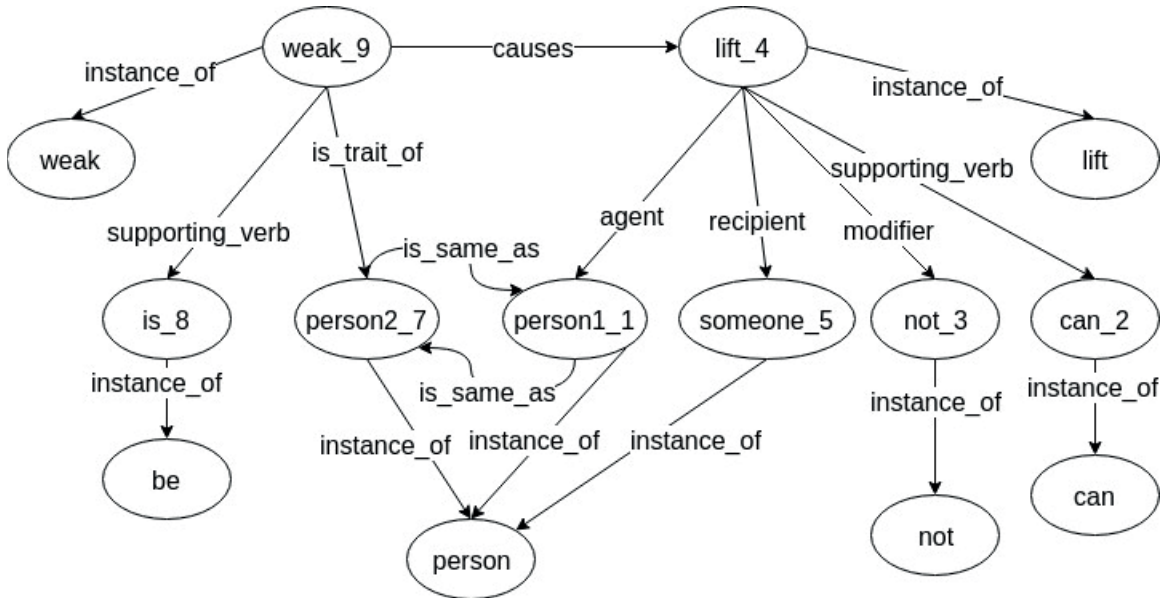 weak_9
causes
lift_4
instance_of
instance_of
weak
is_trait_of
lift
supporting_verb
supporting_verb
agent
recipient
modifier
is_same_as
is_8
person2_7
person1_1
someone_5
not_3
can_2
instance_of
is_same_as
instance_of
instance_of
instance_of
instance_of
instance_of
be
can
person
not